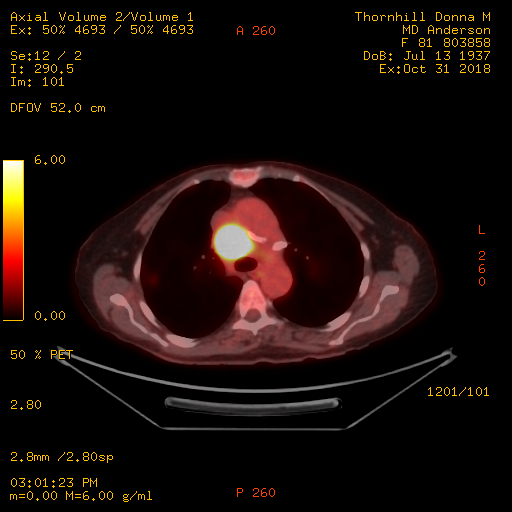 Axial Volume 2/Volume 1
Ex: 50% 4693 / 50% 4693
Se:12 / 2
I: 290.5
Im: 101
DFOV 52.0 cm
A 260
Thornhill Donna M
MD Anderson
F 81 803858
DoB: Jul 13 1937
Ex:Oct 31 2018
6.00
L
2
6
0
0.00
50 % PET
2.80
1201/101
2.8mm /2.80sp
03:01:23 PM
m=0.00 M=6.00 g/ml
P 260